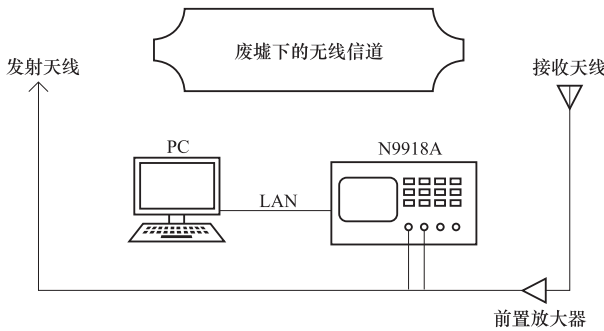 废墟下的无线信道
发射天线
接收天线
PC
N9918A
LAN
前置放大器